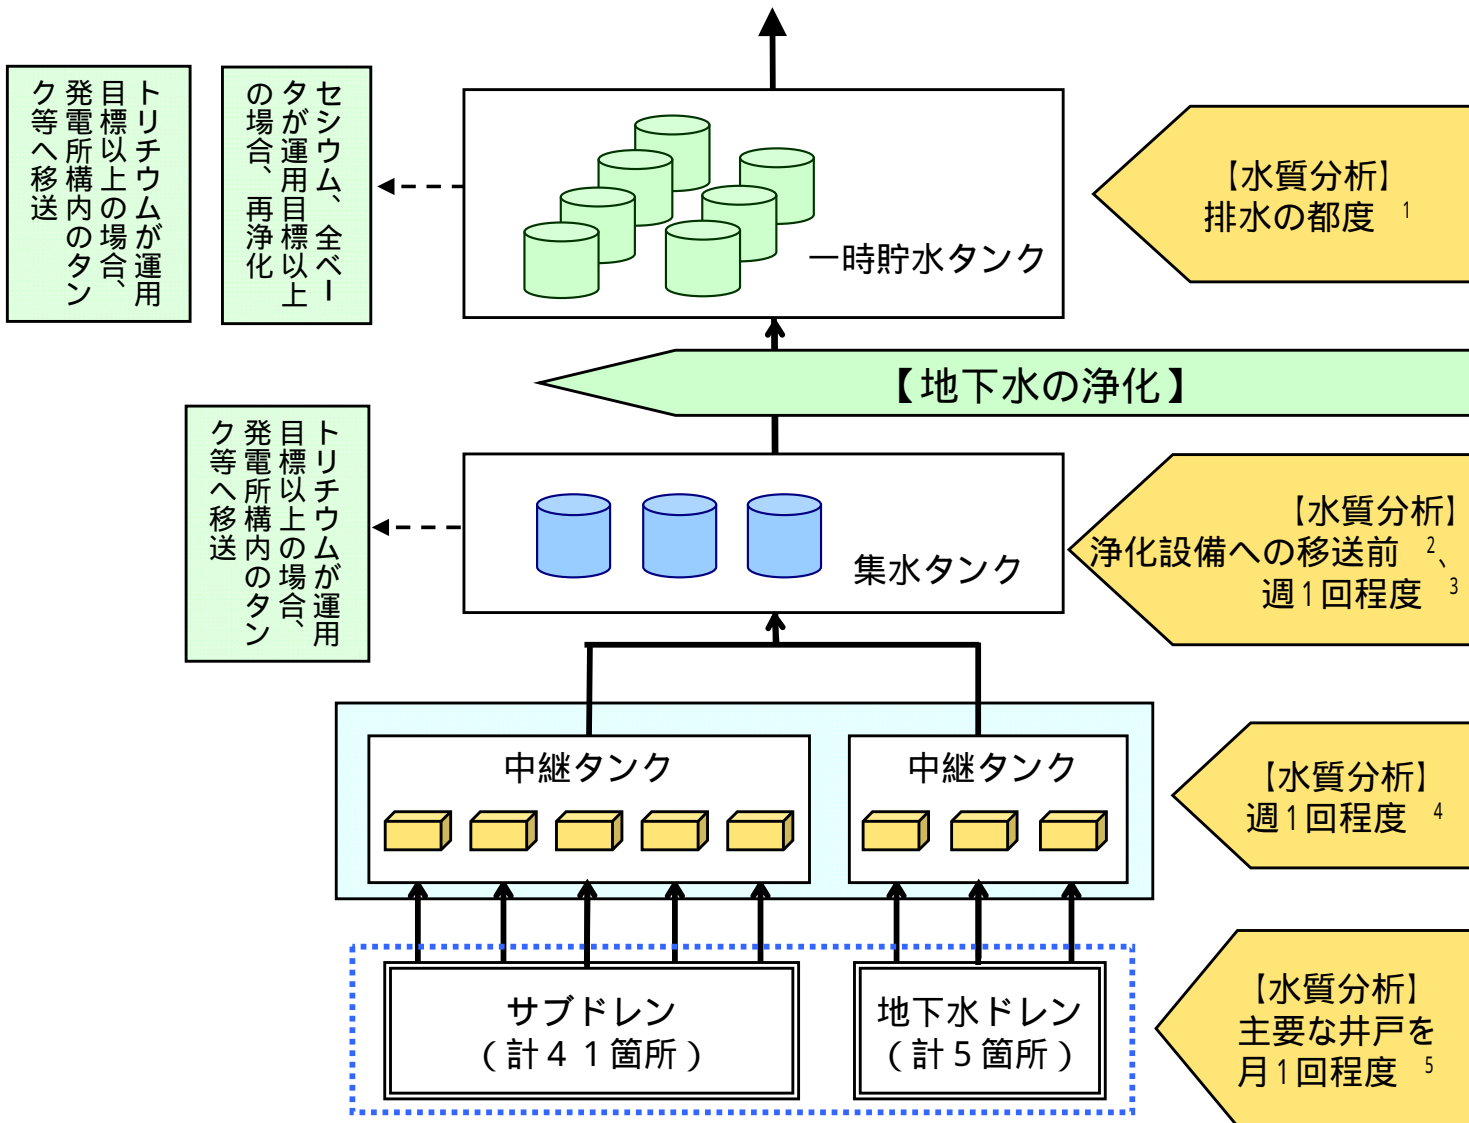 トリチウムが運用
目標以上の場合、
発電所構内のタン
ク等へ移送
セシウム、全ベー
タが運用目標以上
の場合、再浄化
一時貯水タンク
【水質分析】
排水の都度 1
【地下水の浄化】
トリチウムが運用
目標以上の場合、
発電所構内のタン
ク等へ移送
集水タンク
【水質分析】
浄化設備への移送前 2、
週1回程度 3
中継タンク
中継タンク
【水質分析】
週1回程度 4
サブドレン
（計41箇所）
地下水ドレン
（計5箇所）
【水質分析】
主要な井戸を
月1回程度 5